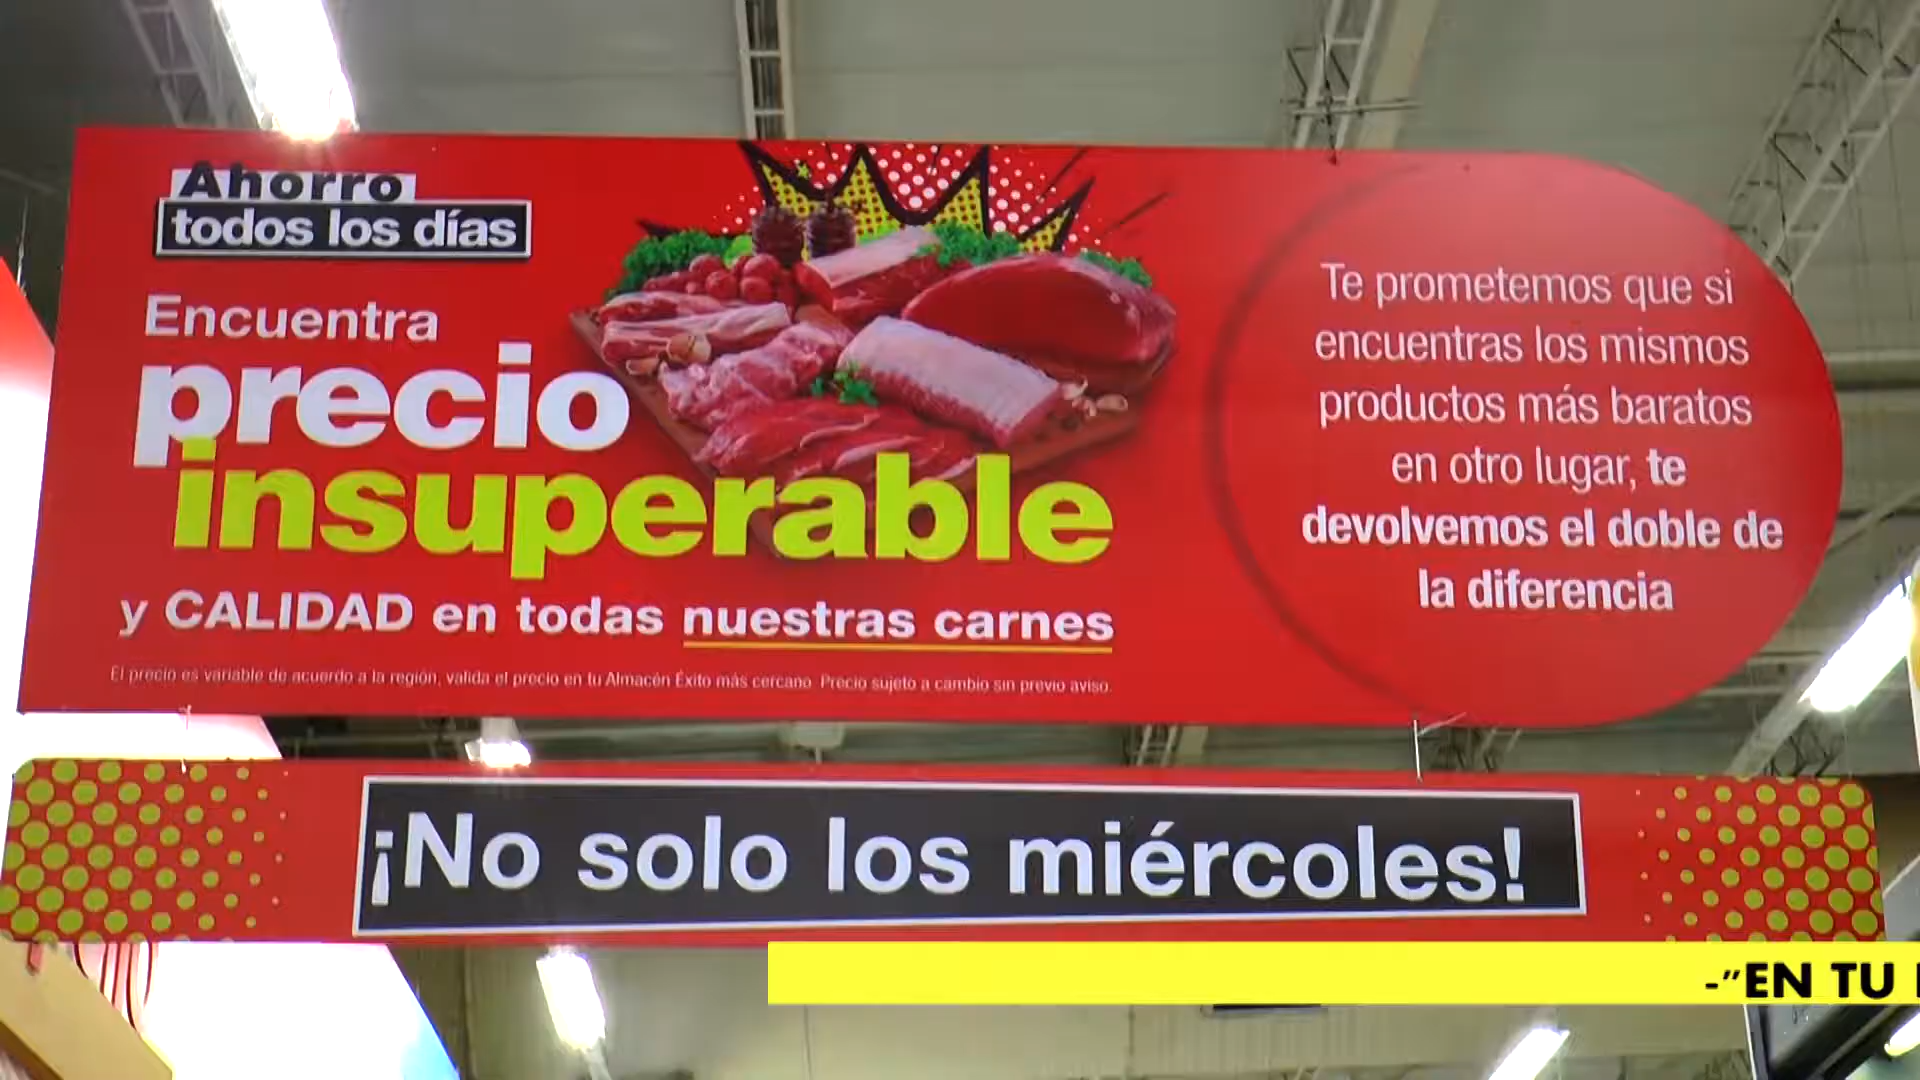 Ahorro
todos los días
Encuentra
precio
insuperable
y CALIDAD en todas nuestras carnes
El precio es variable de acuerdo a la región, valida el precio en tu Almacén Éxito más cercano. Precio sujeto a cambio sin previo aviso.
Te prometemos que si
encuentras los mismos
productos más baratos
en otro lugar, te
devolvemos el doble de
la diferencia
¡No solo los miércoles!
-"EN TU